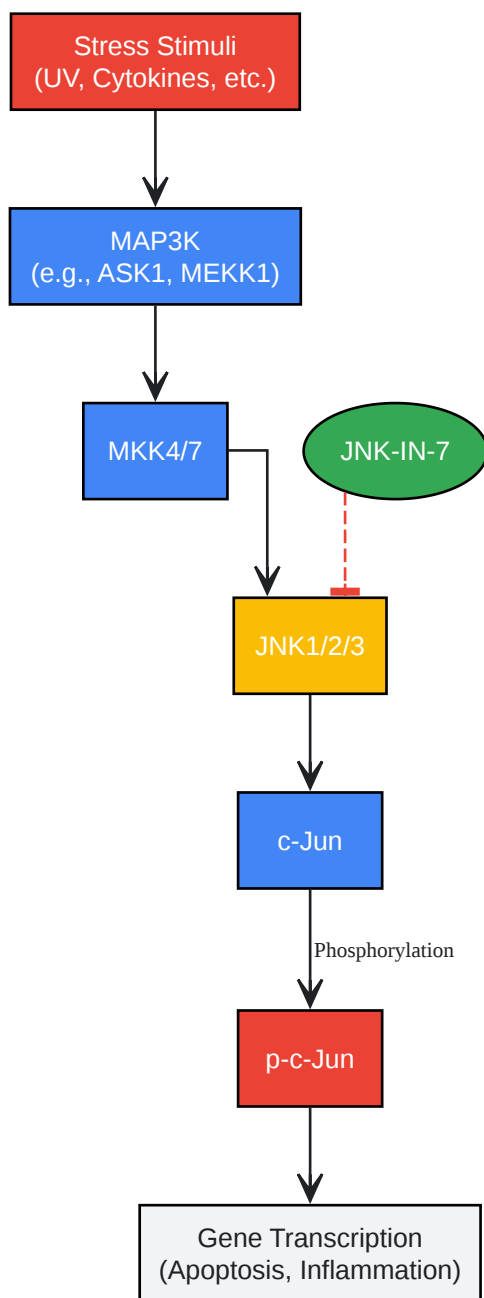 Stress Stimuli
(UV, Cytokines, etc.)
MAP3K
(e.g., ASK1, MEKK1)
MKK4/7
JNK-IN-7
JNK1/2/3
c-Jun
Phosphorylation
p-c-Jun
Gene Transcription
(Apoptosis, Inflammation)